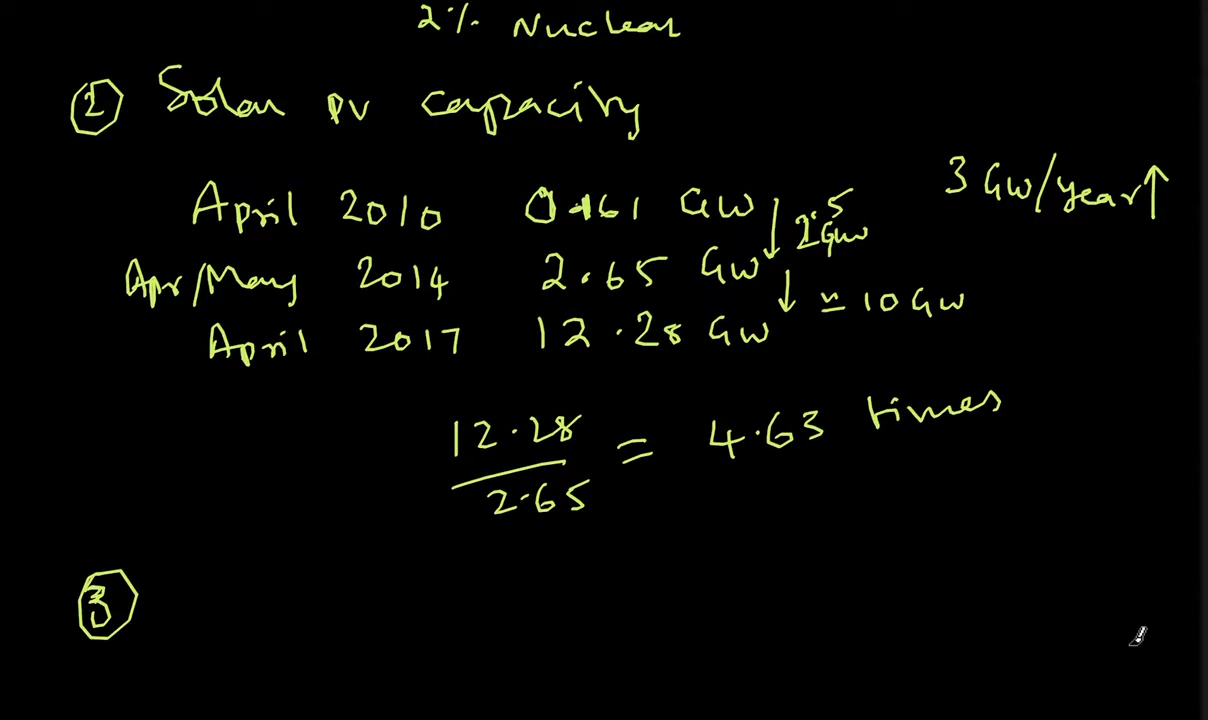 2% Nuclear
② Solar PV capacity
3 GW/year ↑
April 2010 0.161 GW
↓ 2.5 GW
Apr/May 2014 2.65 GW
↓ ≃ 10 GW
April 2017 12.28 GW
12.28 / 2.65 = 4.63 times
③